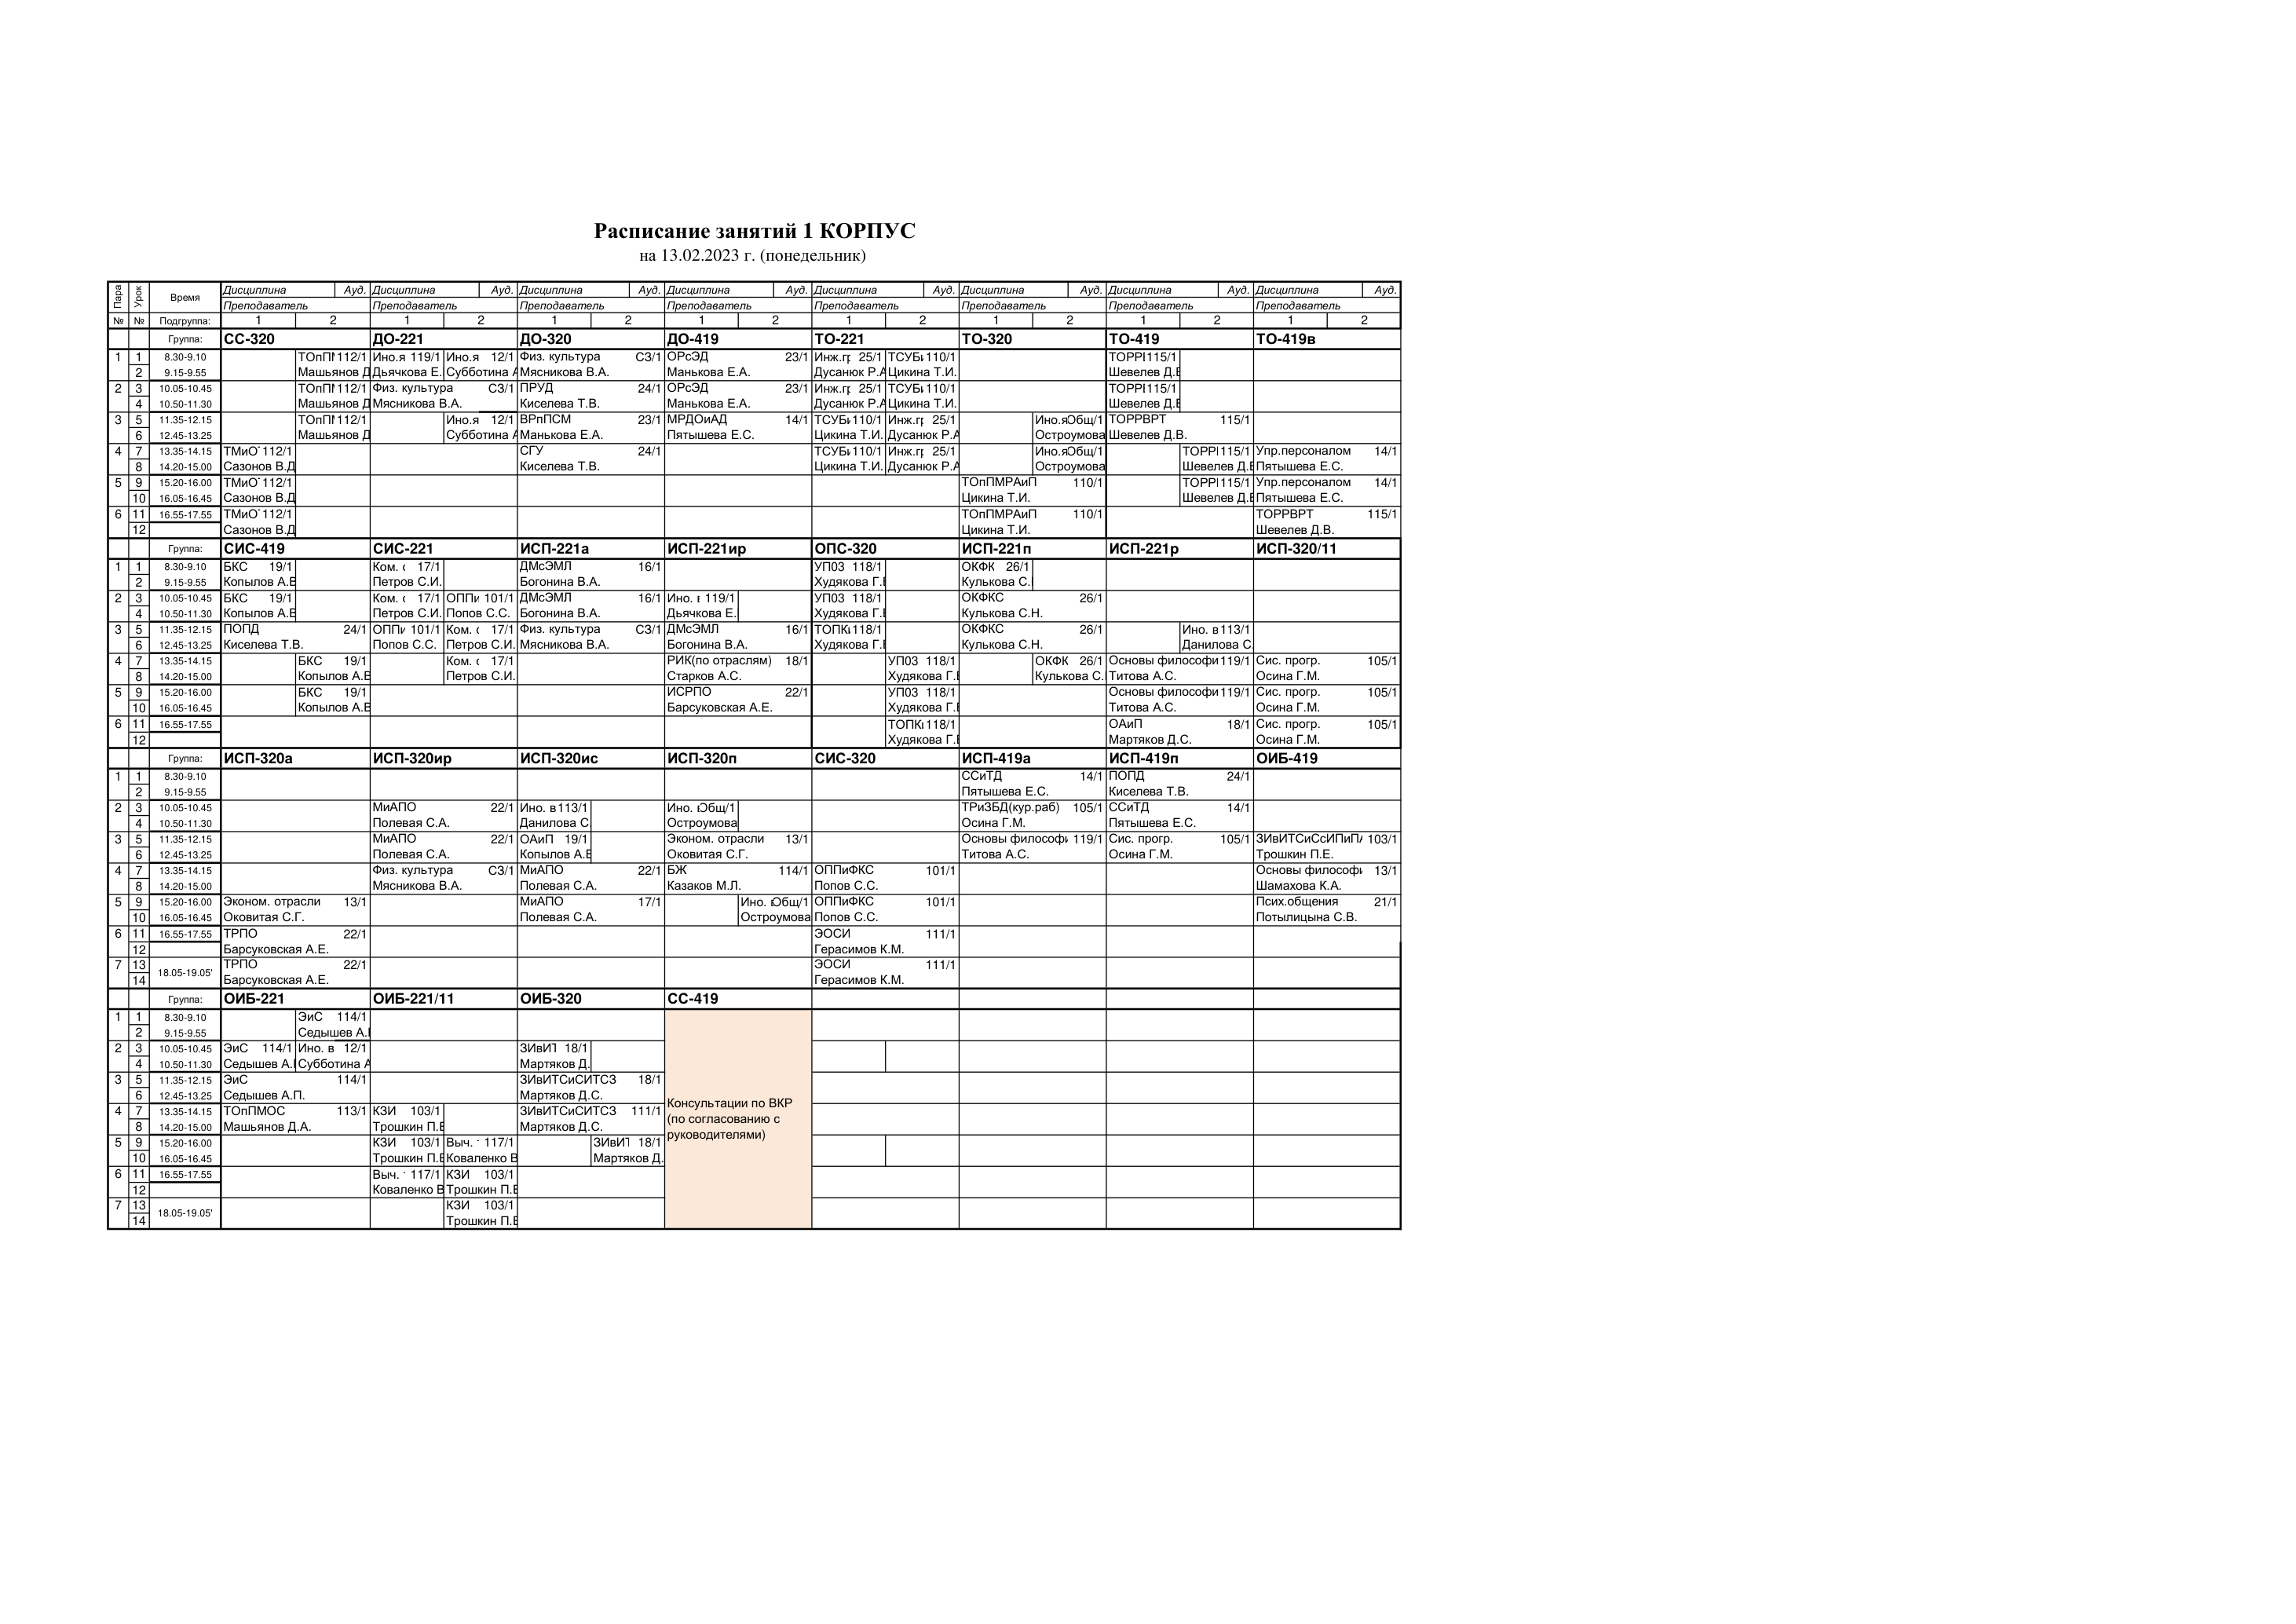 Расписание занятий 1 КОРПУС
на 13.02.2023 г. (понедельник)
Пара Урок Время Дисциплина Ауд. Дисциплина Ауд. Дисциплина Ауд. Дисциплина Ауд. Дисциплина Ауд. Дисциплина Ауд. Дисциплина Ауд. Дисциплина Ауд.
Преподаватель Преподаватель Преподаватель Преподаватель Преподаватель Преподаватель Преподаватель Преподаватель
№ № Подгруппа: 1 2 1 2 1 2 1 2 1 2 1 2 1 2 1 2
Группа: СС-320 ДО-221 ДО-320 ДО-419 ТО-221 ТО-320 ТО-419 ТО-419в
1 1 8.30-9.10 ТОпП 112/1 Ино.я 119/1 Ино.я 12/1 Физ. культура СЗ/1 ОРсЭД 23/1 Инж.гр 25/1 ТСУБи 110/1 ТОРР 115/1
2 9.15-9.55 Машьянов Д Дьячкова Е. Субботина А Мясникова В.А. Манькова Е.А. Дусанюк Р.А Цикина Т.И. Шевелев Д.В
2 3 10.05-10.45 ТОпП 112/1 Физ. культура СЗ/1 ПРУД 24/1 ОРсЭД 23/1 Инж.гр 25/1 ТСУБи 110/1 ТОРР 115/1
4 10.50-11.30 Машьянов Д Мясникова В.А. Киселева Т.В. Манькова Е.А. Дусанюк Р.А Цикина Т.И. Шевелев Д.В
3 5 11.35-12.15 ТОпП 112/1 Ино.я 12/1 ВРпПСМ 23/1 МРДОиАД 14/1 ТСУБи 110/1 Инж.гр 25/1 Ино.я Общ/1 ТОРРВРТ 115/1
6 12.45-13.25 Машьянов Д Субботина А Манькова Е.А. Пятышева Е.С. Цикина Т.И. Дусанюк Р.А Остроумова Шевелев Д.В.
4 7 13.35-14.15 ТМиО 112/1 СГУ 24/1 ТСУБи 110/1 Инж.гр 25/1 Ино.я Общ/1 ТОРР 115/1 Упр.персоналом 14/1
8 14.20-15.00 Сазонов В.Д Киселева Т.В. Цикина Т.И. Дусанюк Р.А Остроумова Шевелев Д.В Пятышева Е.С.
5 9 15.20-16.00 ТМиО 112/1 ТОпПМРАиП 110/1 ТОРР 115/1 Упр.персоналом 14/1
10 16.05-16.45 Сазонов В.Д Цикина Т.И. Шевелев Д.В Пятышева Е.С.
6 11 16.55-17.55 ТМиО 112/1 ТОпПМРАиП 110/1 ТОРРВРТ 115/1
12 Сазонов В.Д Цикина Т.И. Шевелев Д.В.
Группа: СИС-419 СИС-221 ИСП-221а ИСП-221ир ОПС-320 ИСП-221п ИСП-221р ИСП-320/11
1 1 8.30-9.10 БКС 19/1 Ком. с 17/1 ДМсЭМЛ 16/1 УП03 118/1 ОКФК 26/1
2 9.15-9.55 Копылов А.В Петров С.И. Богонина В.А. Худякова Г.В Кулькова С.
2 3 10.05-10.45 БКС 19/1 Ком. с 17/1 ОППи 101/1 ДМсЭМЛ 16/1 Ино. в 119/1 УП03 118/1 ОКФКС 26/1
4 10.50-11.30 Копылов А.В Петров С.И. Попов С.С. Богонина В.А. Дьячкова Е. Худякова Г.В Кулькова С.Н.
3 5 11.35-12.15 ПОПД 24/1 ОППи 101/1 Ком. с 17/1 Физ. культура СЗ/1 ДМсЭМЛ 16/1 ТОПК 118/1 ОКФКС 26/1 Ино. в 113/1
6 12.45-13.25 Киселева Т.В. Попов С.С. Петров С.И. Мясникова В.А. Богонина В.А. Худякова Г.В Кулькова С.Н. Данилова С.
4 7 13.35-14.15 БКС 19/1 Ком. с 17/1 РИК(по отраслям) 18/1 УП03 118/1 ОКФК 26/1 Основы философи 119/1 Сис. прогр. 105/1
8 14.20-15.00 Копылов А.В Петров С.И. Старков А.С. Худякова Г.В Кулькова С. Титова А.С. Осина Г.М.
5 9 15.20-16.00 БКС 19/1 ИСРПО 22/1 УП03 118/1 Основы философи 119/1 Сис. прогр. 105/1
10 16.05-16.45 Копылов А.В Барсуковская А.Е. Худякова Г.В Титова А.С. Осина Г.М.
6 11 16.55-17.55 ТОПК 118/1 ОАиП 18/1 Сис. прогр. 105/1
12 Худякова Г.В Мартяков Д.С. Осина Г.М.
Группа: ИСП-320а ИСП-320ир ИСП-320ис ИСП-320п СИС-320 ИСП-419а ИСП-419п ОИБ-419
1 1 8.30-9.10 ССиТД 14/1 ПОПД 24/1
2 9.15-9.55 Пятышева Е.С. Киселева Т.В.
2 3 10.05-10.45 МиАПО 22/1 Ино. в 113/1 Ино. в Общ/1 ТРиЗБД(кур.раб) 105/1 ССиТД 14/1
4 10.50-11.30 Полевая С.А. Данилова С. Остроумова Осина Г.М. Пятышева Е.С.
3 5 11.35-12.15 МиАПО 22/1 ОАиП 19/1 Эконом. отрасли 13/1 Основы философи 119/1 Сис. прогр. 105/1 ЗИвИТСиСсИПиП 103/1
6 12.45-13.25 Полевая С.А. Копылов А.В Оковитая С.Г. Титова А.С. Осина Г.М. Трошкин П.Е.
4 7 13.35-14.15 Физ. культура СЗ/1 МиАПО 22/1 БЖ 114/1 ОППиФКС 101/1 Основы философи 13/1
8 14.20-15.00 Мясникова В.А. Полевая С.А. Казаков М.Л. Попов С.С. Шамахова К.А.
5 9 15.20-16.00 Эконом. отрасли 13/1 МиАПО 17/1 Ино. в Общ/1 ОППиФКС 101/1 Псих.общения 21/1
10 16.05-16.45 Оковитая С.Г. Полевая С.А. Остроумова Попов С.С. Потылицына С.В.
6 11 16.55-17.55 ТРПО 22/1 ЭОСИ 111/1
12 Барсуковская А.Е. Герасимов К.М.
7 13 18.05-19.05' ТРПО 22/1 ЭОСИ 111/1
14 Барсуковская А.Е. Герасимов К.М.
Группа: ОИБ-221 ОИБ-221/11 ОИБ-320 СС-419
1 1 8.30-9.10 ЭиС 114/1
2 9.15-9.55 Седышев А.
2 3 10.05-10.45 ЭиС 114/1 Ино. в 12/1 ЗИвИТ 18/1
4 10.50-11.30 Седышев А. Субботина А Мартяков Д.
3 5 11.35-12.15 ЭиС 114/1 ЗИвИТСиСИТСЗ 18/1
6 12.45-13.25 Седышев А.П. Мартяков Д.С.
4 7 13.35-14.15 ТОпПМОС 113/1 КЗИ 103/1 ЗИвИТСиСИТСЗ 111/1
8 14.20-15.00 Машьянов Д.А. Трошкин П.Е Мартяков Д.С.
Консультации по ВКР
(по согласованию с
руководителями)
5 9 15.20-16.00 КЗИ 103/1 Выч. 117/1 ЗИвИТ 18/1
10 16.05-16.45 Трошкин П.Е Коваленко В Мартяков Д.
6 11 16.55-17.55 Выч. 117/1 КЗИ 103/1
12 Коваленко В Трошкин П.Е
7 13 18.05-19.05' КЗИ 103/1
14 Трошкин П.Е